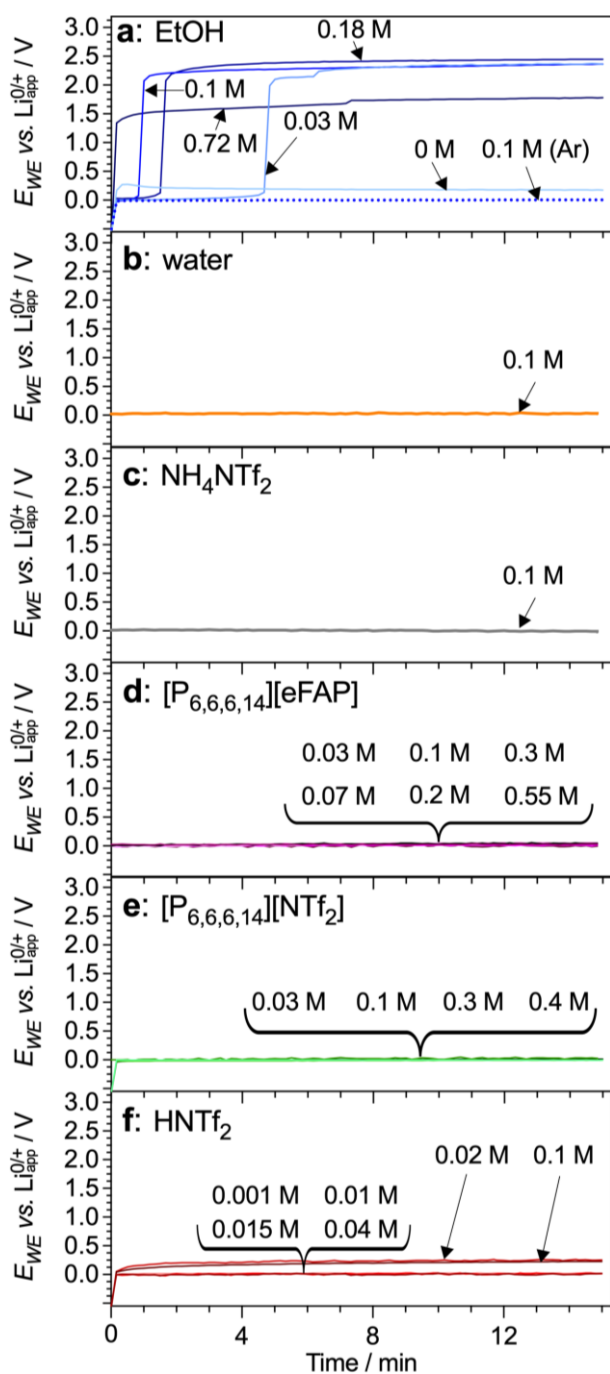 a: EtOH
0.18 M
0.1 M
0.72 M
0.03 M
0 M
0.1 M (Ar)
3.0
2.5
2.0
1.5
1.0
0.5
0.0
E_WE vs. Li_app^0/+ / V
b: water
0.1 M
3.0
2.5
2.0
1.5
1.0
0.5
0.0
E_WE vs. Li_app^0/+ / V
c: NH₄NTf₂
0.1 M
3.0
2.5
2.0
1.5
1.0
0.5
0.0
E_WE vs. Li_app^0/+ / V
d: [P₆,₆,₆,₁₄][eFAP]
0.03 M 0.1 M 0.3 M
0.07 M 0.2 M 0.55 M
3.0
2.5
2.0
1.5
1.0
0.5
0.0
E_WE vs. Li_app^0/+ / V
e: [P₆,₆,₆,₁₄][NTf₂]
0.03 M 0.1 M 0.3 M 0.4 M
3.0
2.5
2.0
1.5
1.0
0.5
0.0
E_WE vs. Li_app^0/+ / V
f: HNTf₂
0.02 M 0.1 M
0.001 M 0.01 M
0.015 M 0.04 M
3.0
2.5
2.0
1.5
1.0
0.5
0.0
E_WE vs. Li_app^0/+ / V
0 4 8 12
Time / min